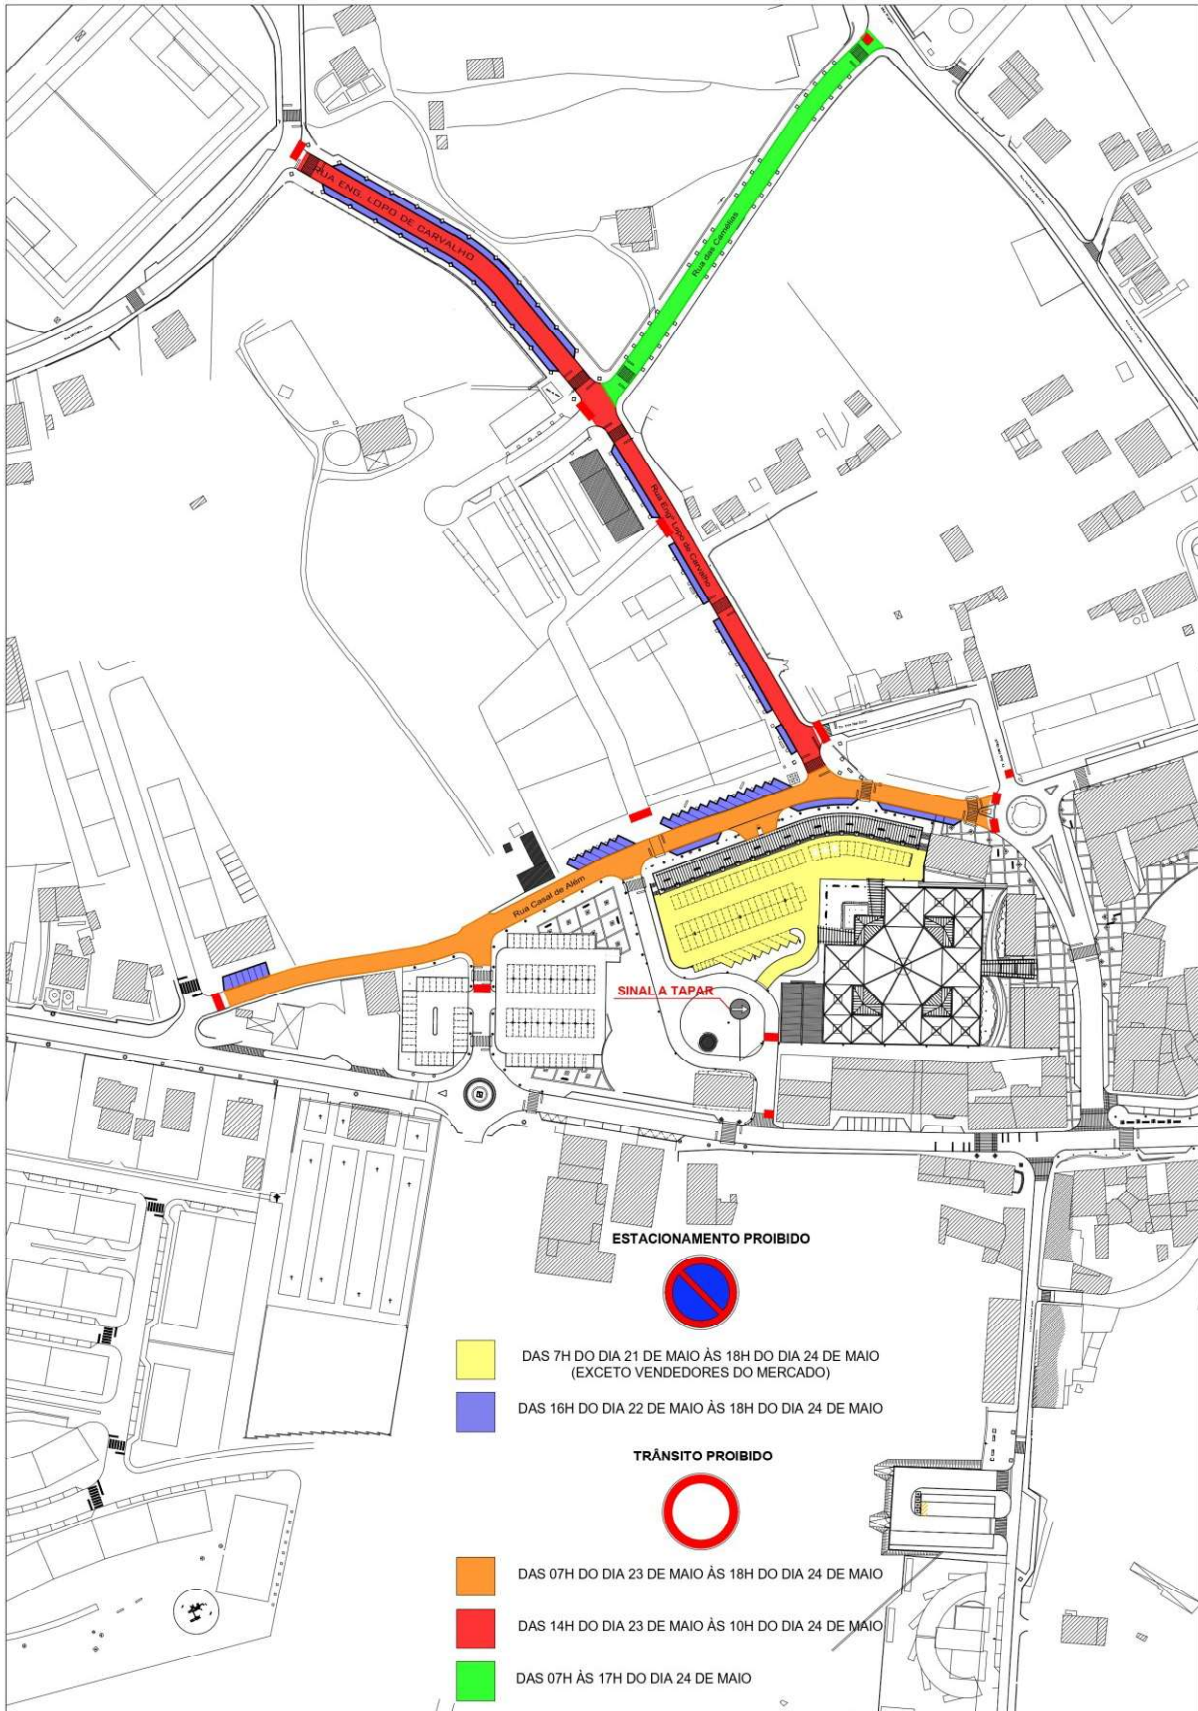 RUA ENG. LOPO DE CARVALHO
Rua das Camélias
Rua Engº Lopo de Carvalho
Rua Casal de Além
SINAL A TAPAR
ESTACIONAMENTO PROIBIDO
DAS 7H DO DIA 21 DE MAIO ÀS 18H DO DIA 24 DE MAIO
(EXCETO VENDEDORES DO MERCADO)
DAS 16H DO DIA 22 DE MAIO ÀS 18H DO DIA 24 DE MAIO
TRÂNSITO PROIBIDO
DAS 07H DO DIA 23 DE MAIO ÀS 18H DO DIA 24 DE MAIO
DAS 14H DO DIA 23 DE MAIO ÀS 10H DO DIA 24 DE MAIO
DAS 07H ÀS 17H DO DIA 24 DE MAIO